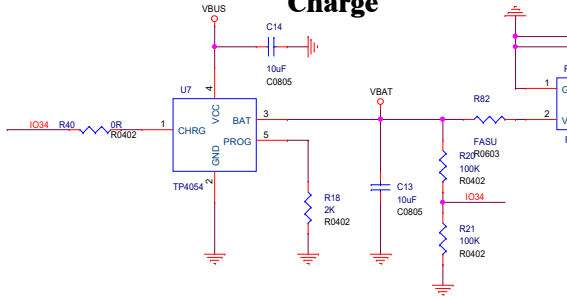 Charge
VBUS
C14
10uF
C0805
U7
4
VCC
VBAT
R82
1
G
IO34
R40
0R
R0402
1
CHRG
BAT
3
2
V
PROG
5
FASU
R0603
GND
2
TP4054
R18
2K
R0402
C13
10uF
C0805
R20
100K
R0402
IO34
R21
100K
R0402